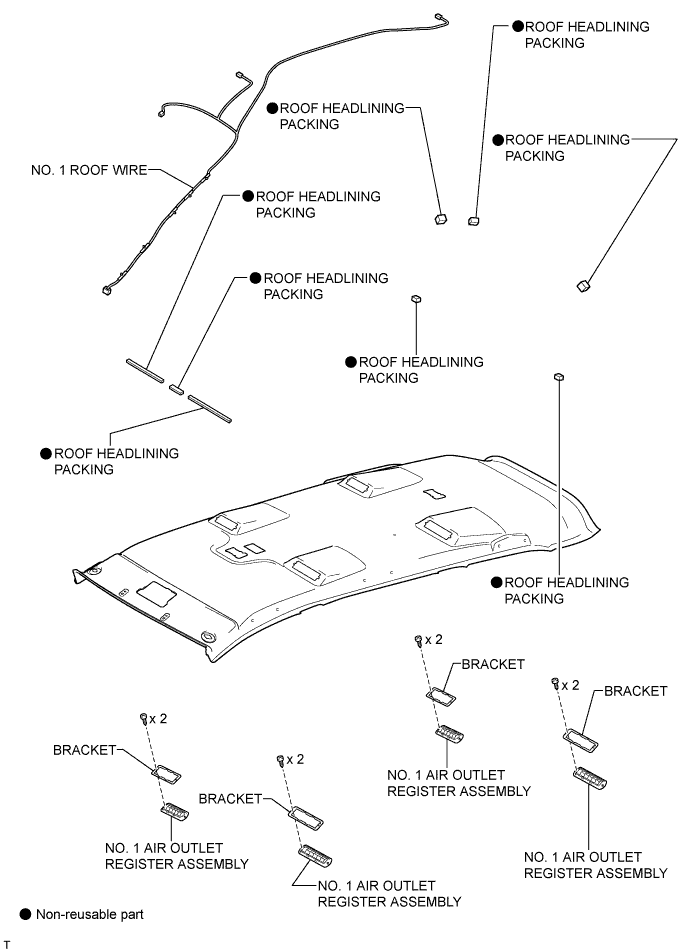 ●ROOF HEADLINING
PACKING
●ROOF HEADLINING
PACKING
●ROOF HEADLINING
PACKING
NO. 1 ROOF WIRE
●ROOF HEADLINING
PACKING
●ROOF HEADLINING
PACKING
●ROOF HEADLINING
PACKING
●ROOF HEADLINING
PACKING
●ROOF HEADLINING
PACKING
x 2
BRACKET
x 2
BRACKET
x 2
BRACKET
x 2
BRACKET
NO. 1 AIR OUTLET
REGISTER ASSEMBLY
NO. 1 AIR OUTLET
REGISTER ASSEMBLY
NO. 1 AIR OUTLET
REGISTER ASSEMBLY
NO. 1 AIR OUTLET
REGISTER ASSEMBLY
● Non-reusable part
T